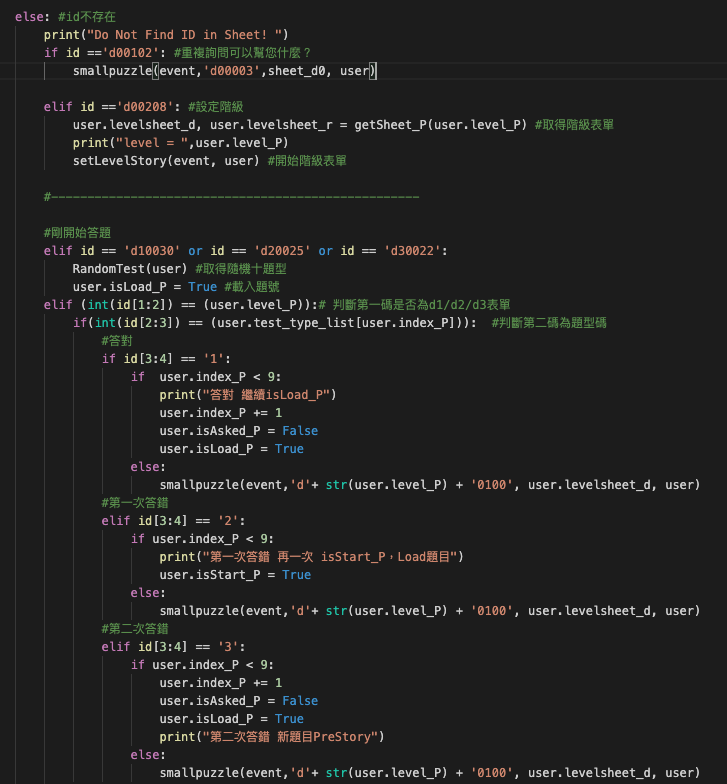 else: #id不存在
    print("Do Not Find ID in Sheet! ")
    if id =='d00102': #重複詢問可以幫您什麼？
        smallpuzzle(event,'d00003',sheet_d0, user)

    elif id =='d00208': #設定階級
        user.levelsheet_d, user.levelsheet_r = getSheet_P(user.level_P) #取得階級表單
        print("level = ",user.level_P)
        setLevelStory(event, user) #開始階級表單

    #---------------------------------------------------

    #剛開始答題
    elif id == 'd10030' or id == 'd20025' or id == 'd30022':
        RandomTest(user) #取得隨機十題型
        user.isLoad_P = True #載入題號
    elif (int(id[1:2]) == (user.level_P)):# 判斷第一碼是否為d1/d2/d3表單
        if(int(id[2:3]) == (user.test_type_list[user.index_P])):  #判斷第二碼為題型碼
            #答對
            if id[3:4] == '1':
                if  user.index_P < 9:
                    print("答對 繼續isLoad_P")
                    user.index_P += 1
                    user.isAsked_P = False
                    user.isLoad_P = True
                else:
                    smallpuzzle(event,'d'+ str(user.level_P) + '0100', user.levelsheet_d, user)
            #第一次答錯
            elif id[3:4] == '2':
                if user.index_P < 9:
                    print("第一次答錯 再一次 isStart_P，Load題目")
                    user.isStart_P = True
                else:
                    smallpuzzle(event,'d'+ str(user.level_P) + '0100', user.levelsheet_d, user)
            #第二次答錯
            elif id[3:4] == '3':
                if user.index_P < 9:
                    user.index_P += 1
                    user.isAsked_P = False
                    user.isLoad_P = True
                    print("第二次答錯 新題目PreStory")
                else:
                    smallpuzzle(event,'d'+ str(user.level_P) + '0100', user.levelsheet_d, user)